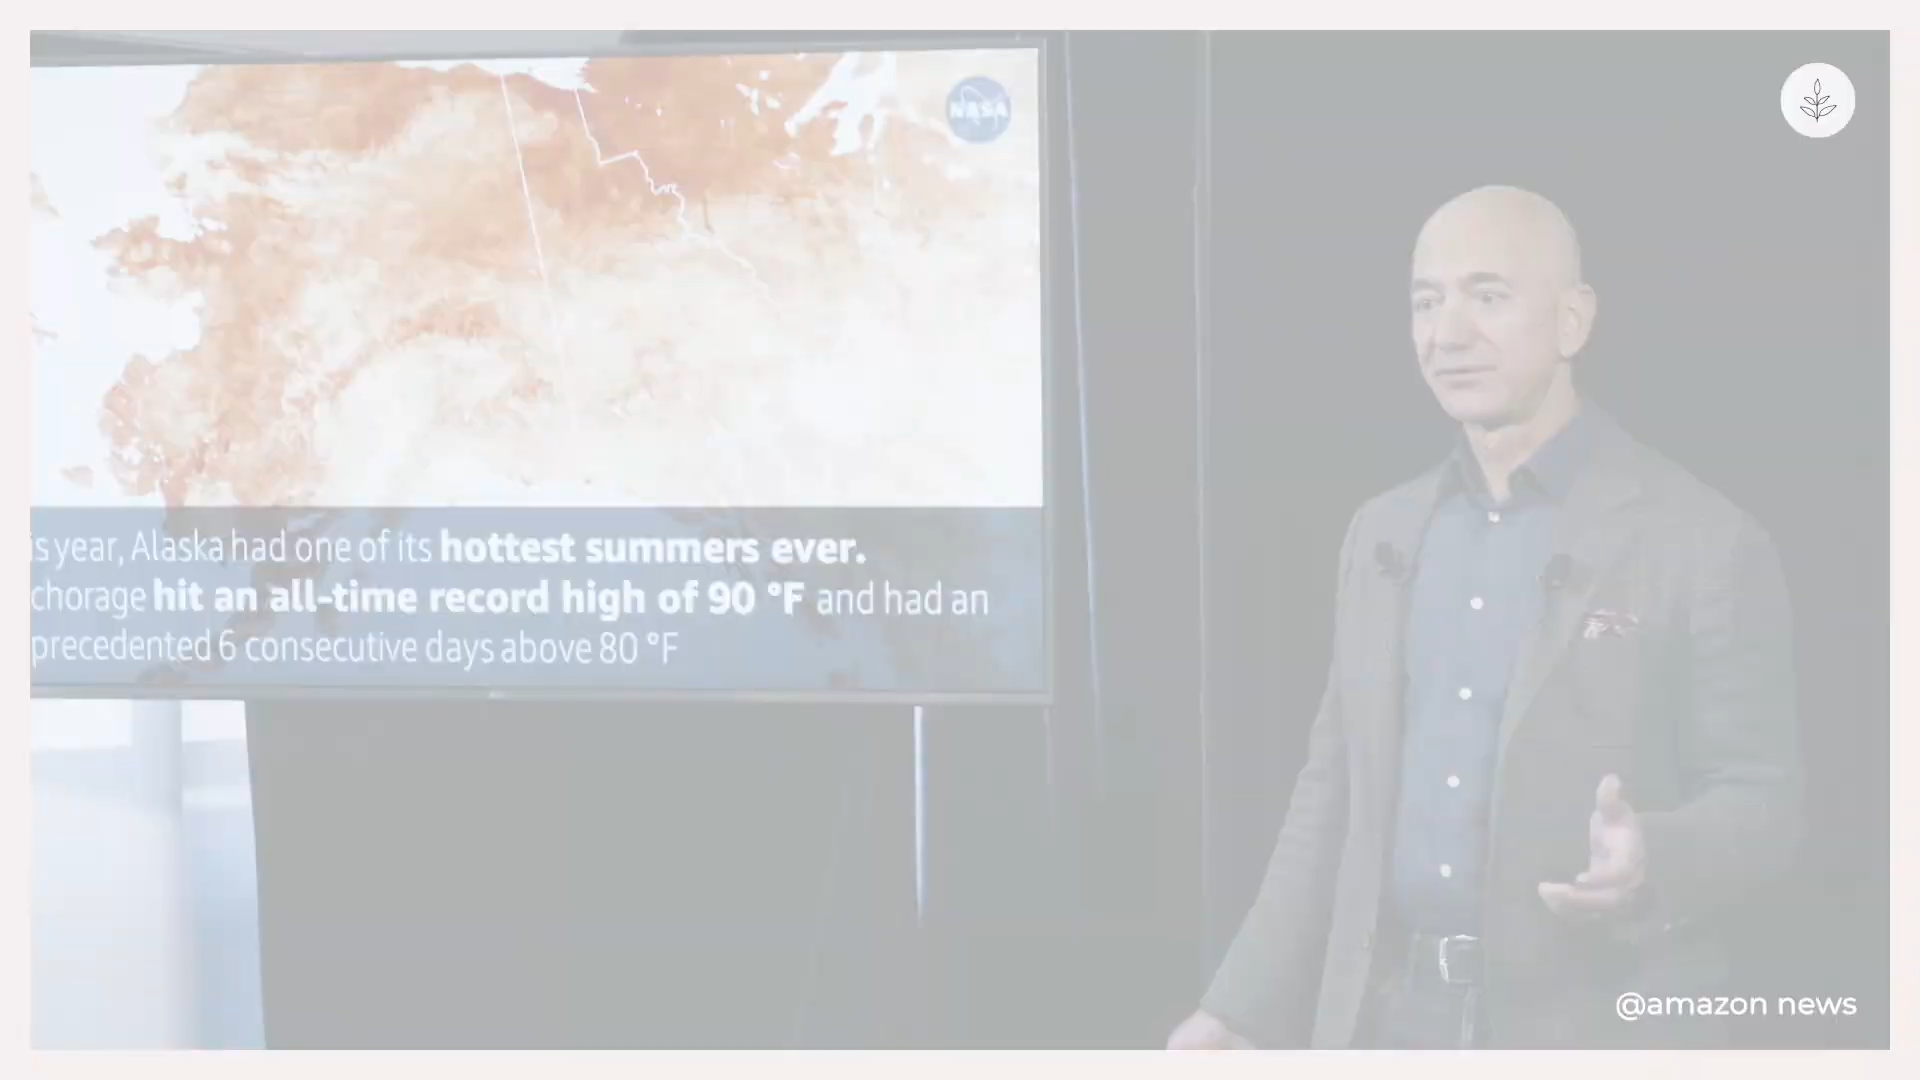 NASA
is year, Alaska had one of its hottest summers ever.
chorage hit an all-time record high of 90 °F and had an
precedented 6 consecutive days above 80 °F
@amazon news